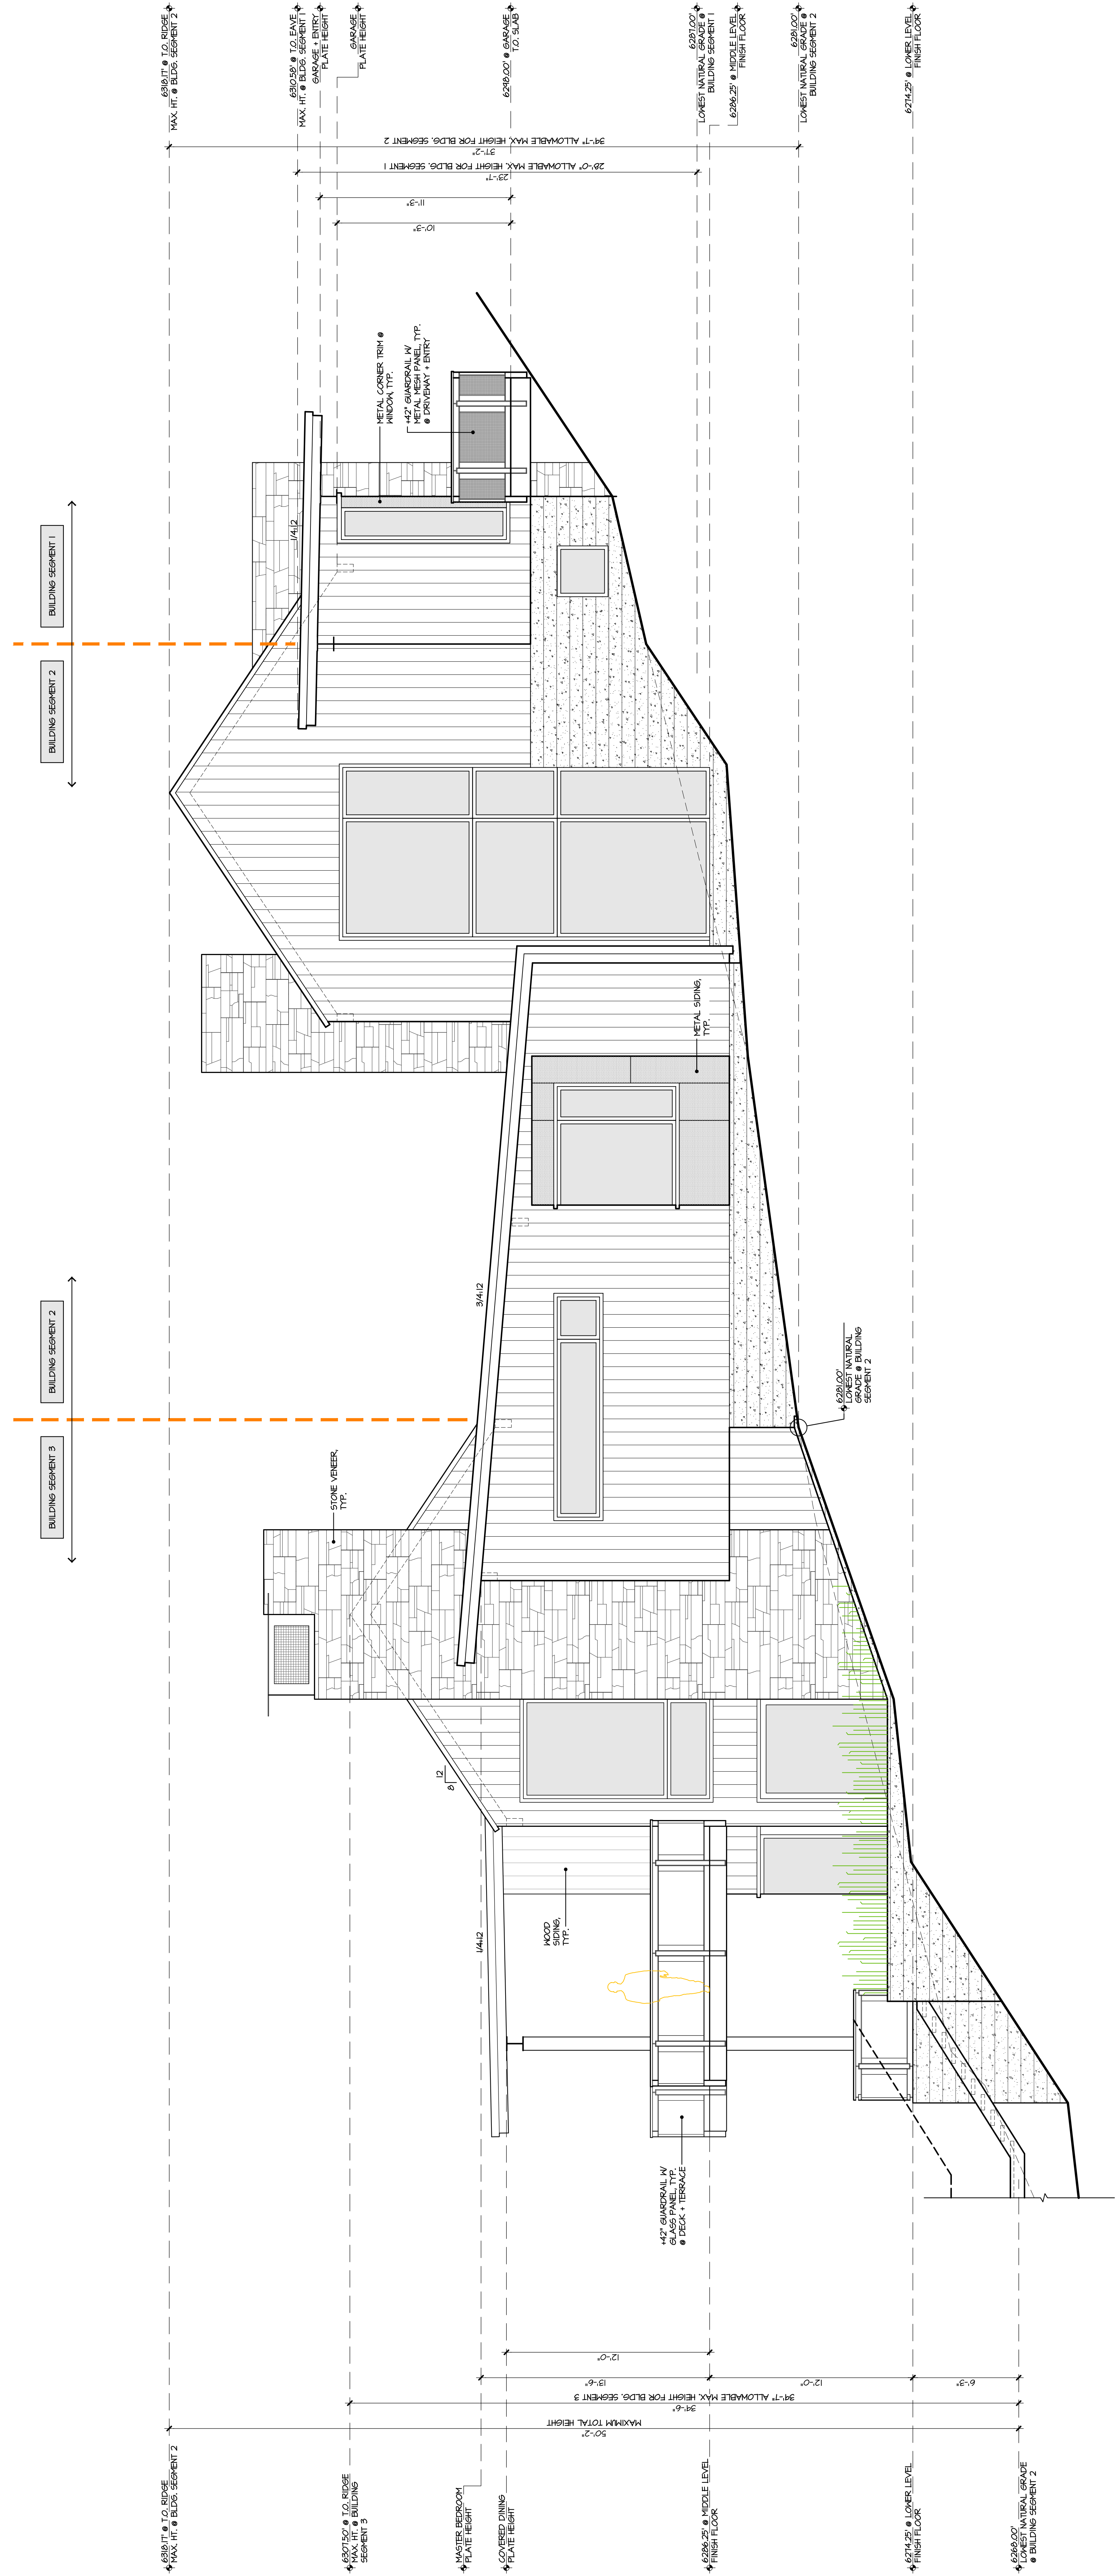 BUILDING SEGMENT 3
BUILDING SEGMENT 2
BUILDING SEGMENT 2
BUILDING SEGMENT 1
6318.17' @ T.O. RIDGE
MAX. HT. @ BLDG. SEGMENT 2
6310.58' @ T.O. EAVE
MAX. HT. @ BLDG. SEGMENT 1
GARAGE + ENTRY
PLATE HEIGHT
GARAGE
PLATE HEIGHT
6298.00' @ GARAGE
T.O. SLAB
6287.00'
LOWEST NATURAL GRADE @
BUILDING SEGMENT 1
6286.25' @ MIDDLE LEVEL
FINISH FLOOR
6281.00'
LOWEST NATURAL GRADE @
BUILDING SEGMENT 2
6274.25' @ LOWER LEVEL
FINISH FLOOR
39'-7" ALLOWABLE MAX. HEIGHT FOR BLDG. SEGMENT 2
37'-2"
28'-0" ALLOWABLE MAX. HEIGHT FOR BLDG. SEGMENT 1
23'-7"
11'-3"
10'-3"
METAL CORNER TRIM @
WINDOW, TYP.
+42" GUARDRAIL W/
METAL MESH PANEL, TYP.
@ DRIVEWAY + ENTRY
1/4:12
METAL SIDING,
TYP.
3/4:12
6281.00'
LOWEST NATURAL
GRADE @ BUILDING
SEGMENT 2
STONE VENEER,
TYP.
12
8
1/4:12
WOOD
SIDING,
TYP.
+42" GUARDRAIL W/
GLASS PANEL, TYP.
@ DECK + TERRACE
12'-0"
13'-6"
12'-0"
6'-3"
39'-7" ALLOWABLE MAX. HEIGHT FOR BLDG. SEGMENT 3
39'-6"
MAXIMUM TOTAL HEIGHT
50'-2"
6318.17' @ T.O. RIDGE
MAX. HT. @ BLDG. SEGMENT 2
6307.50' @ T.O. RIDGE
MAX. HT. @ BUILDING
SEGMENT 3
MASTER BEDROOM
PLATE HEIGHT
COVERED DINING
PLATE HEIGHT
6286.25' @ MIDDLE LEVEL
FINISH FLOOR
6274.25' @ LOWER LEVEL
FINISH FLOOR
6268.00'
LOWEST NATURAL GRADE
@ BUILDING SEGMENT 2